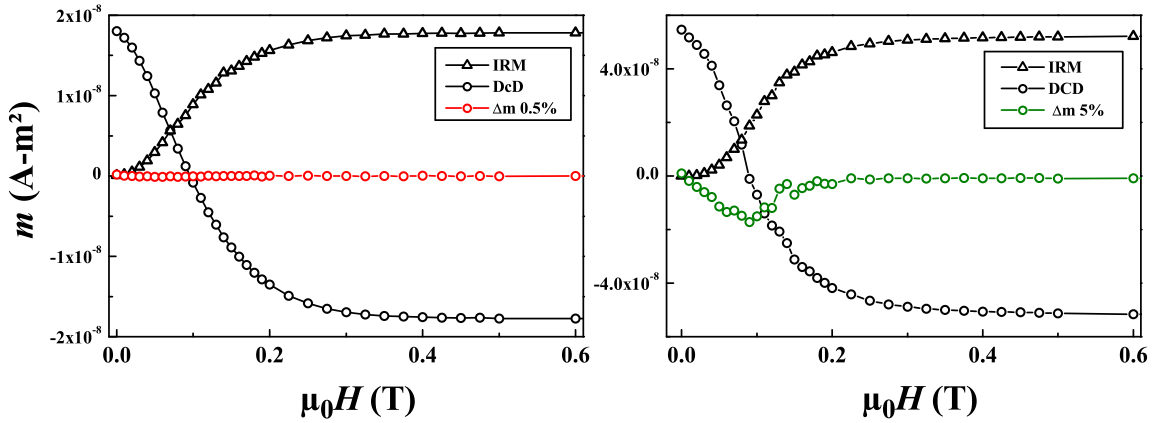 2x10⁻⁸
1x10⁻⁸
0
-1x10⁻⁸
-2x10⁻⁸
m (A-m²)
0.0
0.2
0.4
0.6
μ₀H (T)
IRM
DcD
Δm 0.5%
4.0x10⁻⁸
0.0
-4.0x10⁻⁸
0.0
0.2
0.4
0.6
μ₀H (T)
IRM
DCD
Δm 5%